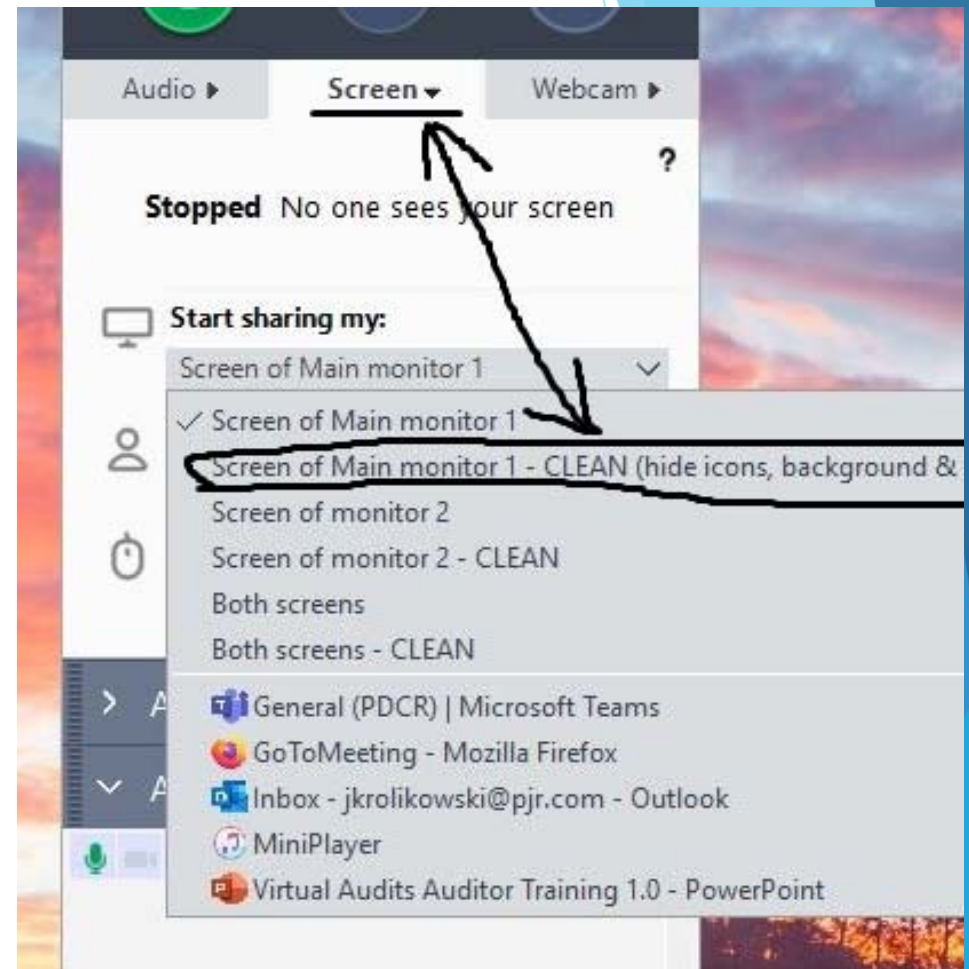 Audio
Screen
Webcam
?
Stopped No one sees your screen
Start sharing my:
Screen of Main monitor 1
Screen of Main monitor 1
Screen of Main monitor 1 - CLEAN (hide icons, background &
Screen of monitor 2
Screen of monitor 2 - CLEAN
Both screens
Both screens - CLEAN
General (PDCR) | Microsoft Teams
GoToMeeting - Mozilla Firefox
Inbox - jkrolikowski@pjr.com - Outlook
MiniPlayer
Virtual Audits Auditor Training 1.0 - PowerPoint